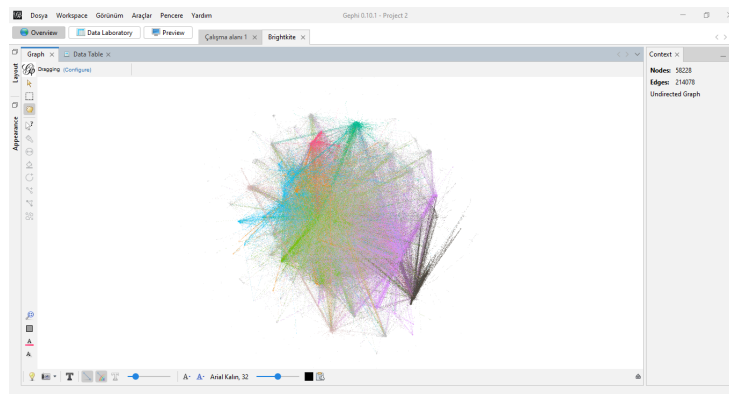 Dosya Workspace Görünüm Araçlar Pencere Yardım
Gephi 0.10.1 - Project 2
Overview Data Laboratory Preview Çalışma alanı 1 × Brightkite ×
Graph × Data Table ×
Dragging (Configure)
Layout
Appearance
Context ×
Nodes: 58228
Edges: 214078
Undirected Graph
T A- A- Arial Kalın, 32